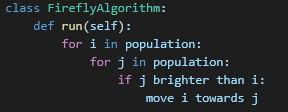 class FireflyAlgorithm:
    def run(self):
        for i in population:
            for j in population:
                if j brighter than i:
                    move i towards j